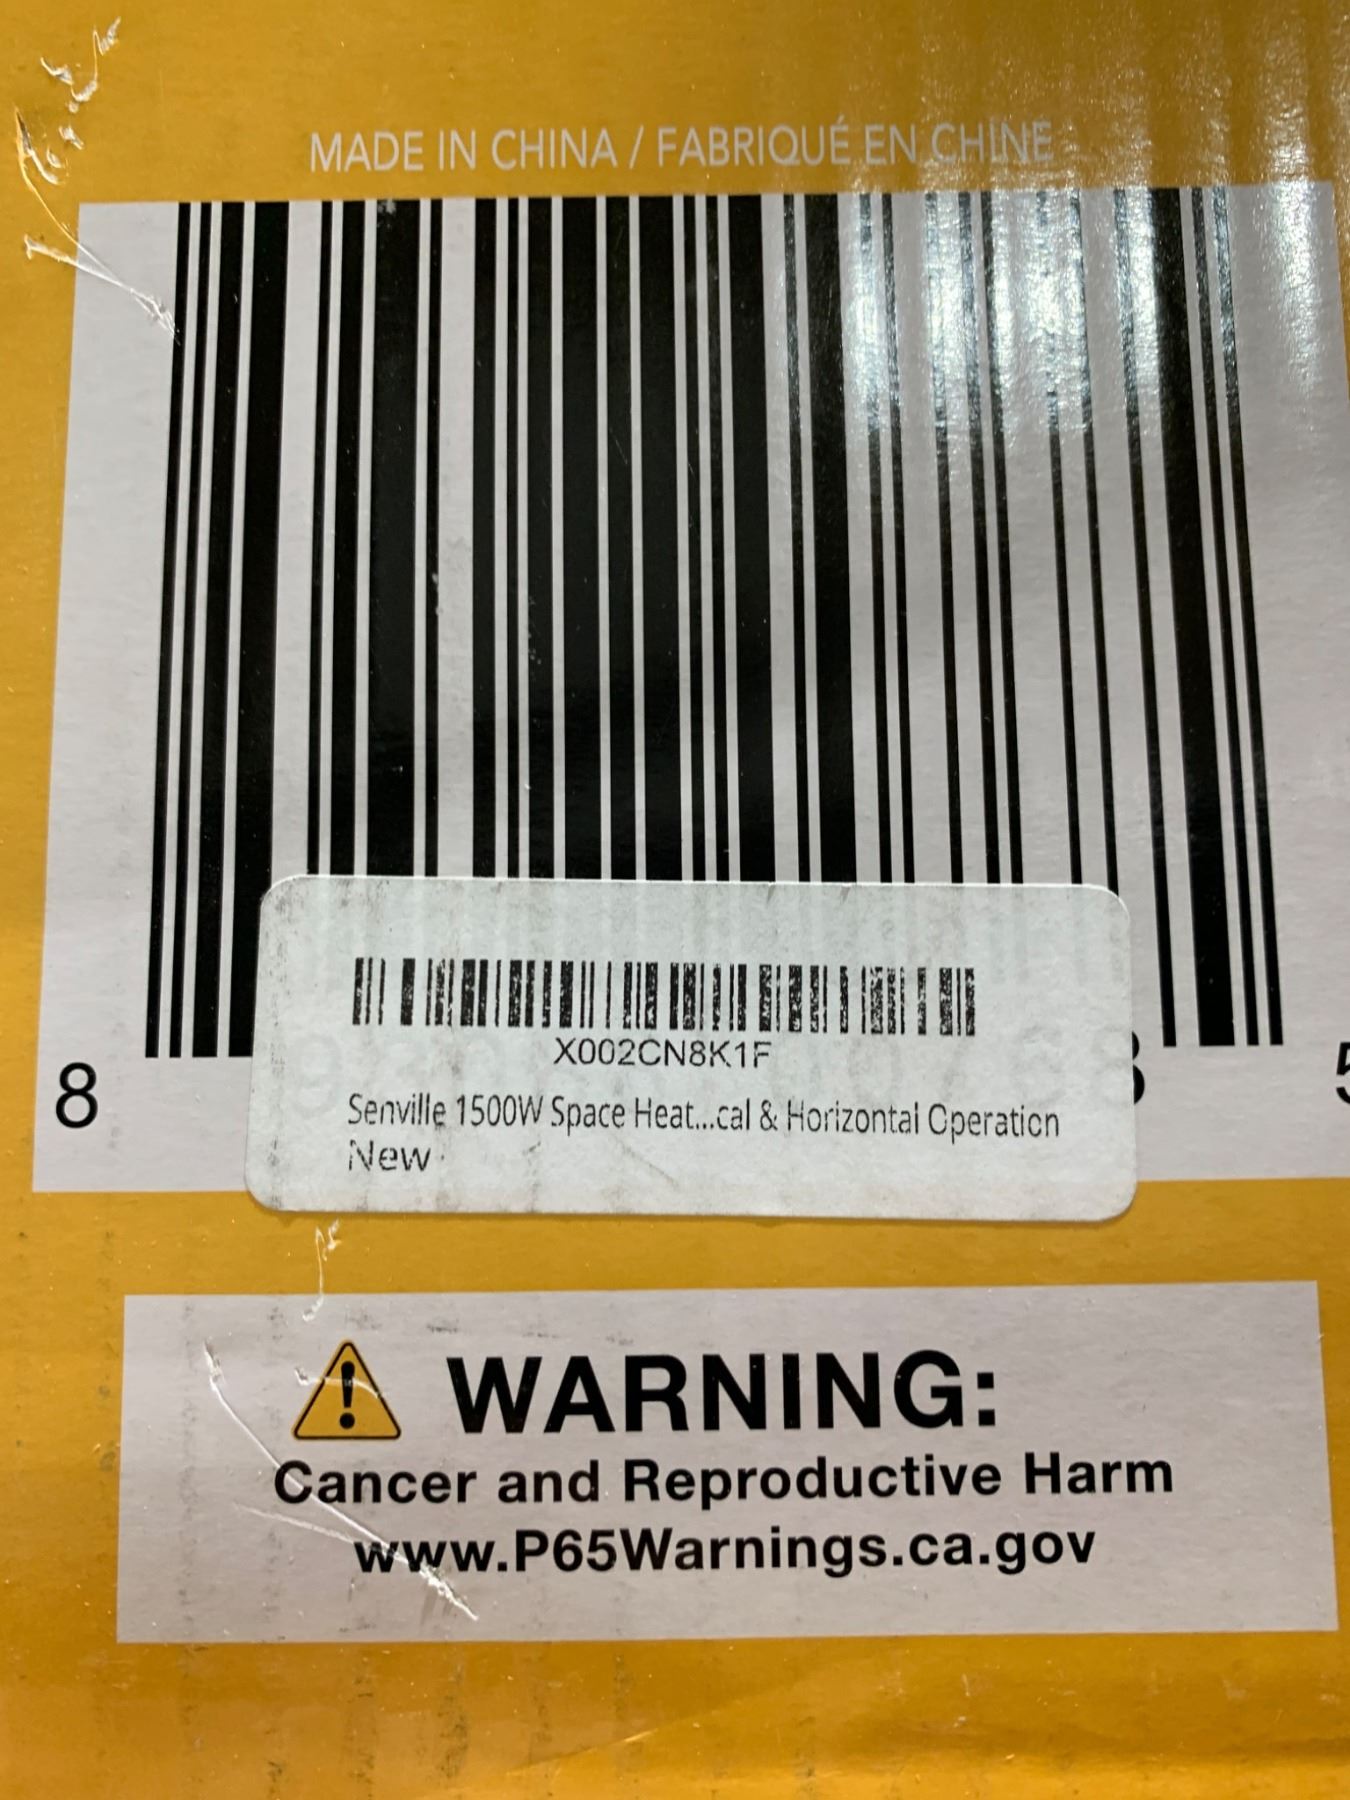 MADE IN CHINA / FABRIQUÉ EN CHINE
X002CN8K1F
8
Senville 1500W Space Heat...cal & Horizontal Operation
New
WARNING:
Cancer and Reproductive Harm
www.P65Warnings.ca.gov